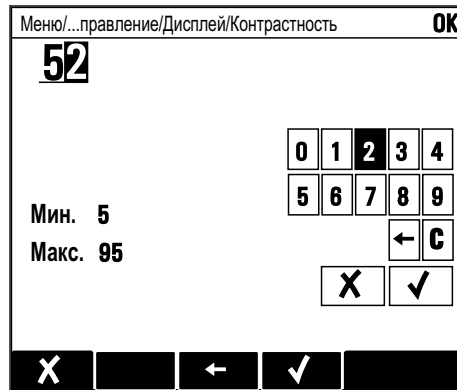 Меню/...правление/Дисплей/Контрастность OK
52
0 1 2 3 4
5 6 7 8 9
Мин. 5
← C
Макс. 95
X ✓
X ← ✓